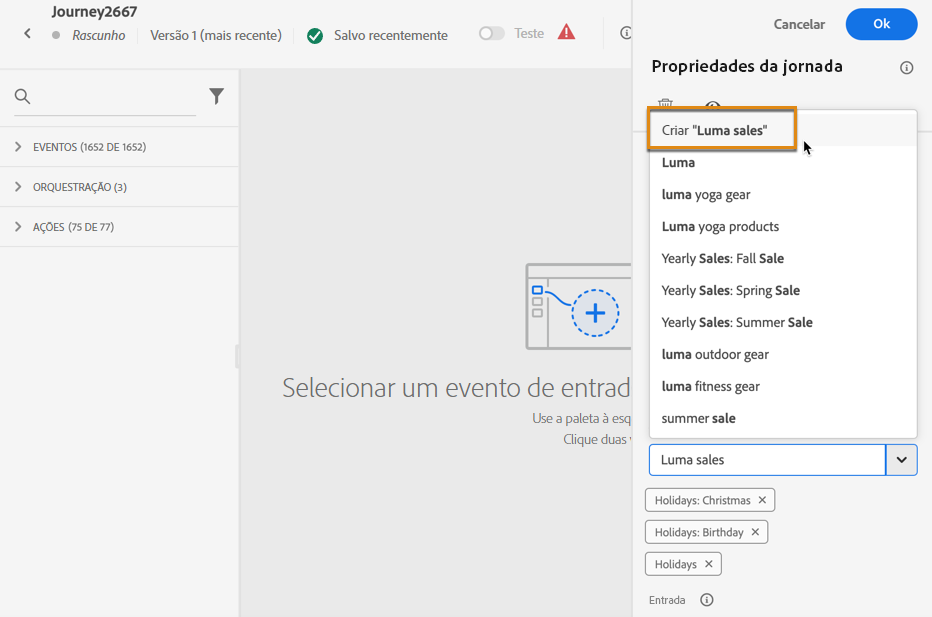 Journey2667
Rascunho
Versão 1 (mais recente)
Salvo recentemente
Teste
Cancelar
Ok
Propriedades da jornada
EVENTOS (1652 DE 1652)
ORQUESTRAÇÃO (3)
AÇÕES (75 DE 77)
Selecionar um evento de entrad
Use a paleta à esq
Clique duas
Criar "Luma sales"
Luma
luma yoga gear
Luma yoga products
Yearly Sales: Fall Sale
Yearly Sales: Spring Sale
Yearly Sales: Summer Sale
luma outdoor gear
luma fitness gear
summer sale
Luma sales
Holidays: Christmas
Holidays: Birthday
Holidays
Entrada